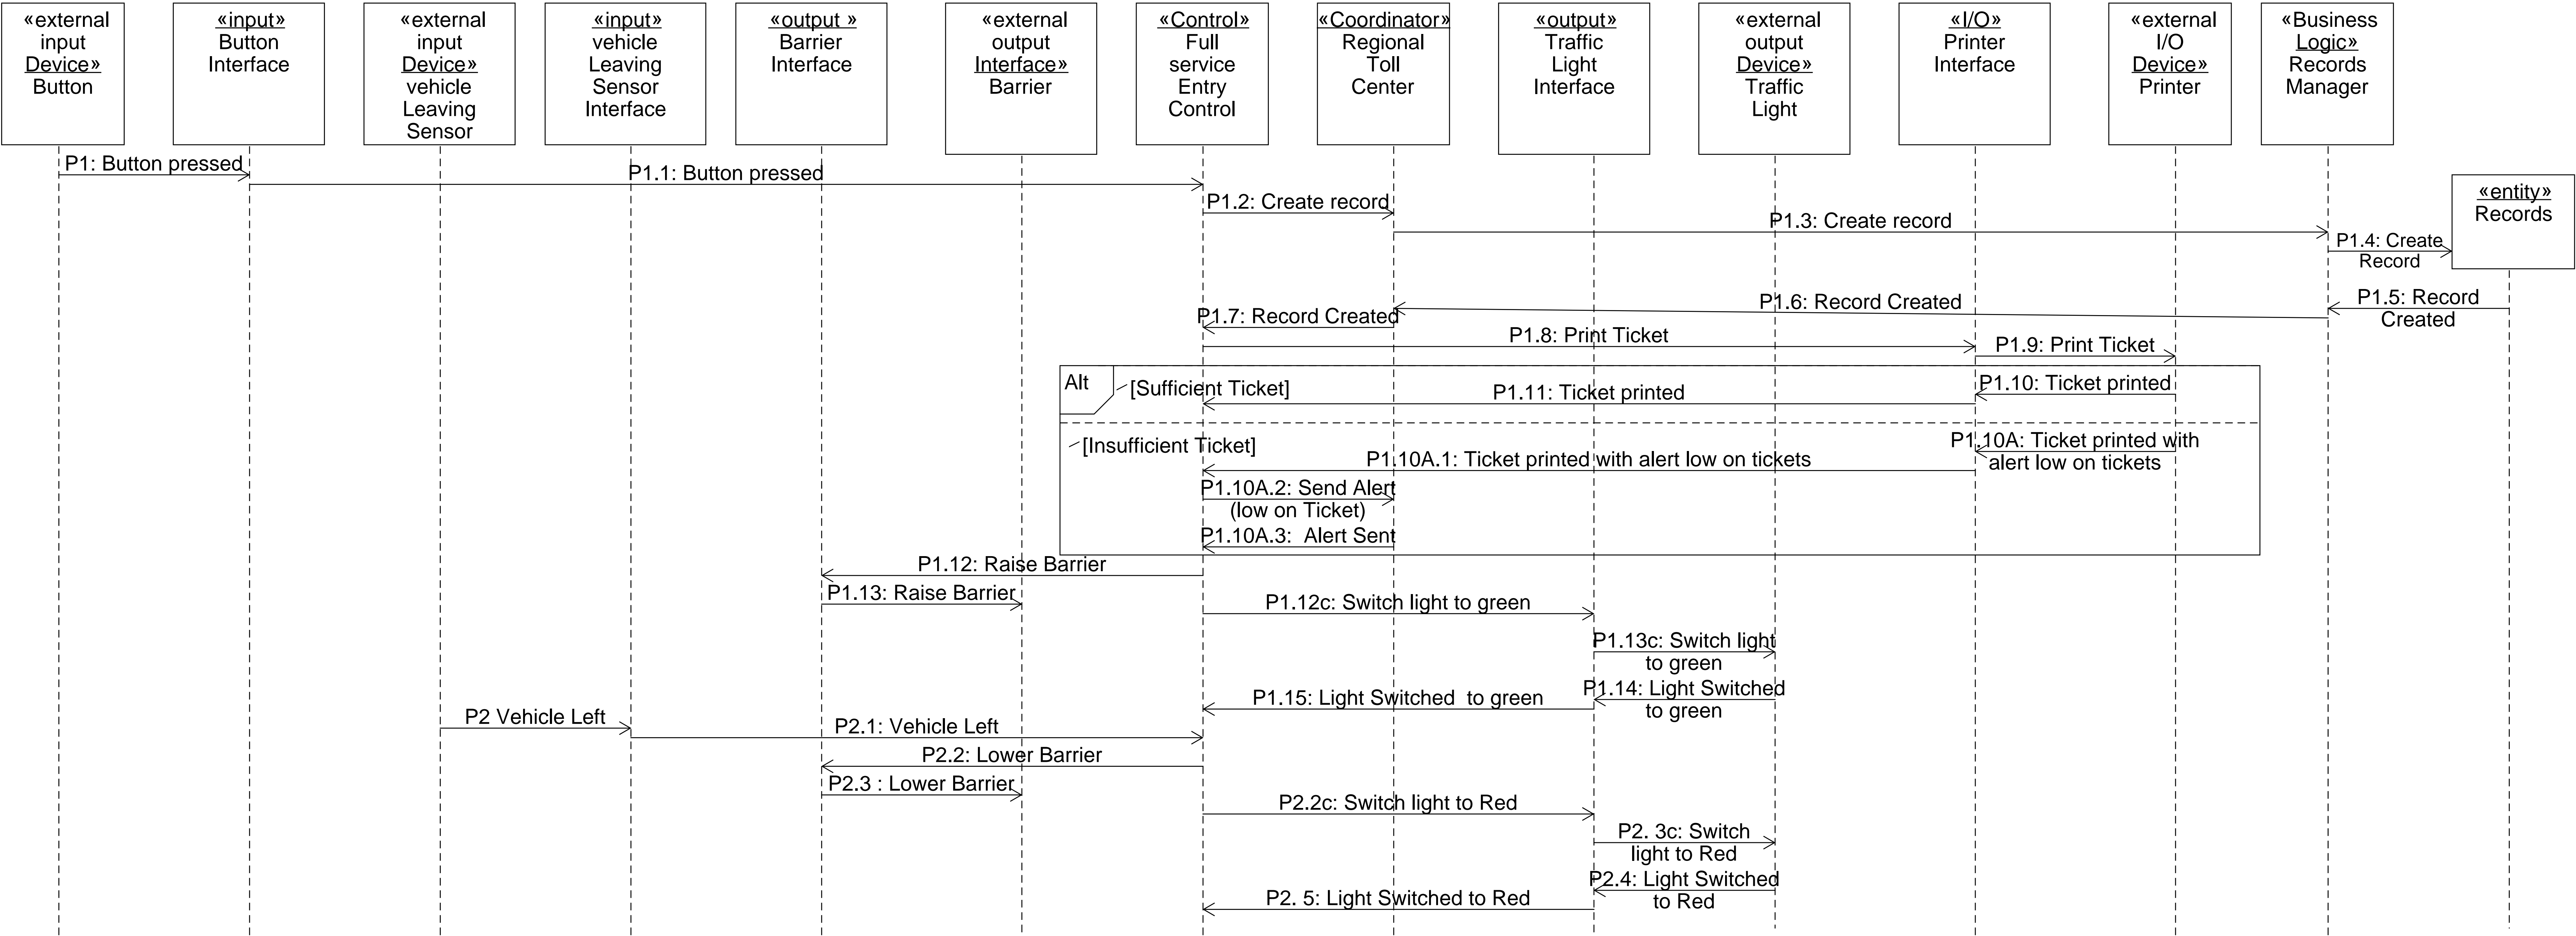 «external
input
Device»
Button
«input»
Button
Interface
«external
input
Device»
vehicle
Leaving
Sensor
«input»
vehicle
Leaving
Sensor
Interface
«output »
Barrier
Interface
«external
output
Interface»
Barrier
«Control»
Full
service
Entry
Control
«Coordinator»
Regional
Toll
Center
«output»
Traffic
Light
Interface
«external
output
Device»
Traffic
Light
«I/O»
Printer
Interface
«external
I/O
Device»
Printer
«Business
Logic»
Records
Manager
«entity»
Records
P1: Button pressed
P1.1: Button pressed
P1.2: Create record
P1.3: Create record
P1.4: Create
Record
P1.5: Record
Created
P1.6: Record Created
P1.7: Record Created
P1.8: Print Ticket
P1.9: Print Ticket
Alt
[Sufficient Ticket]
P1.10: Ticket printed
P1.11: Ticket printed
[Insufficient Ticket]
P1.10A: Ticket printed with
alert low on tickets
P1.10A.1: Ticket printed with alert low on tickets
P1.10A.2: Send Alert
(low on Ticket)
P1.10A.3:  Alert Sent
P1.12: Raise Barrier
P1.13: Raise Barrier
P1.12c: Switch light to green
P1.13c: Switch light
to green
P1.14: Light Switched
to green
P1.15: Light Switched  to green
P2 Vehicle Left
P2.1: Vehicle Left
P2.2: Lower Barrier
P2.3 : Lower Barrier
P2.2c: Switch light to Red
P2. 3c: Switch
light to Red
P2.4: Light Switched
to Red
P2. 5: Light Switched to Red